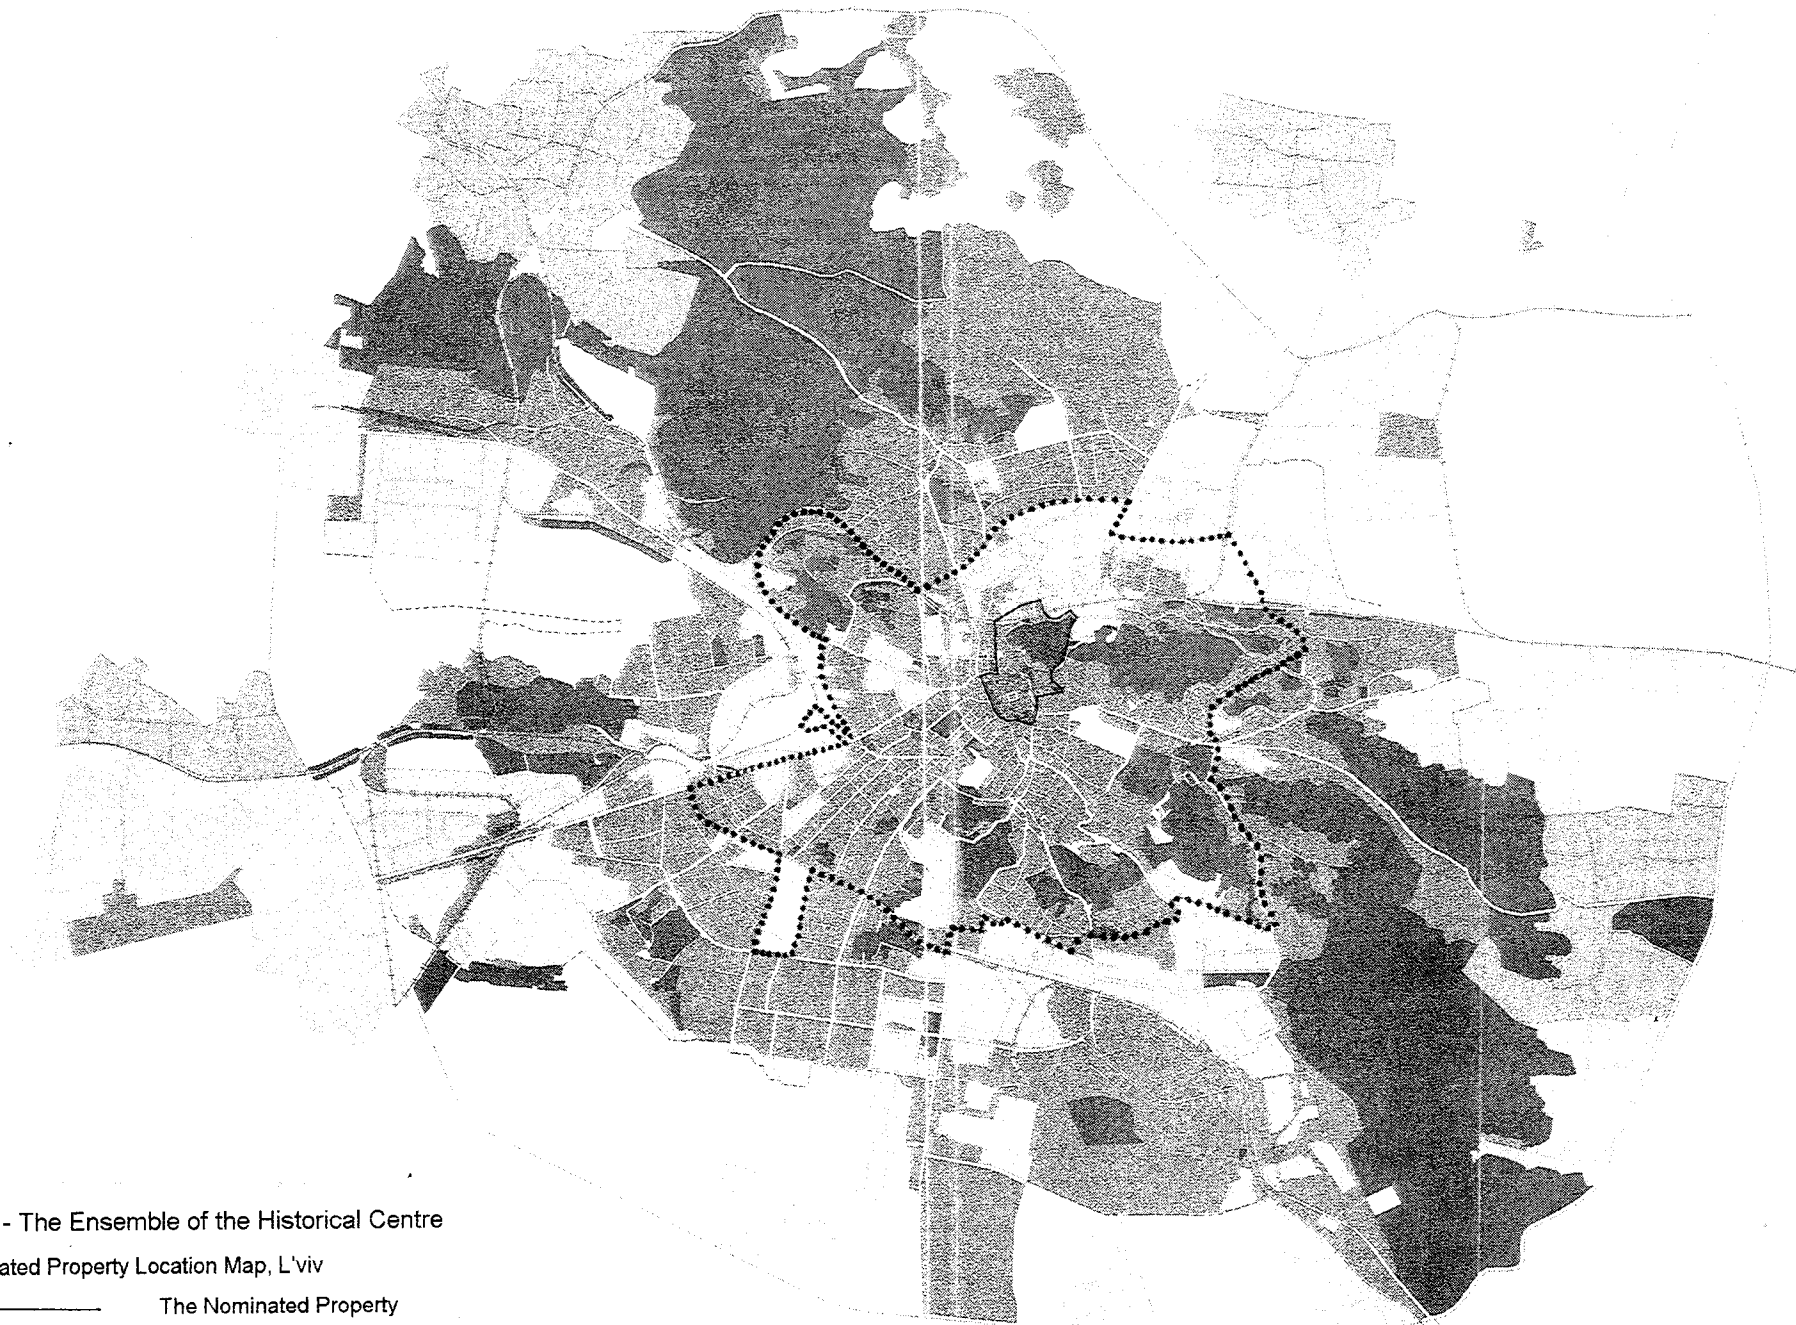 - The Ensemble of the Historical Centre
ated Property Location Map, L'viv
The Nominated Property